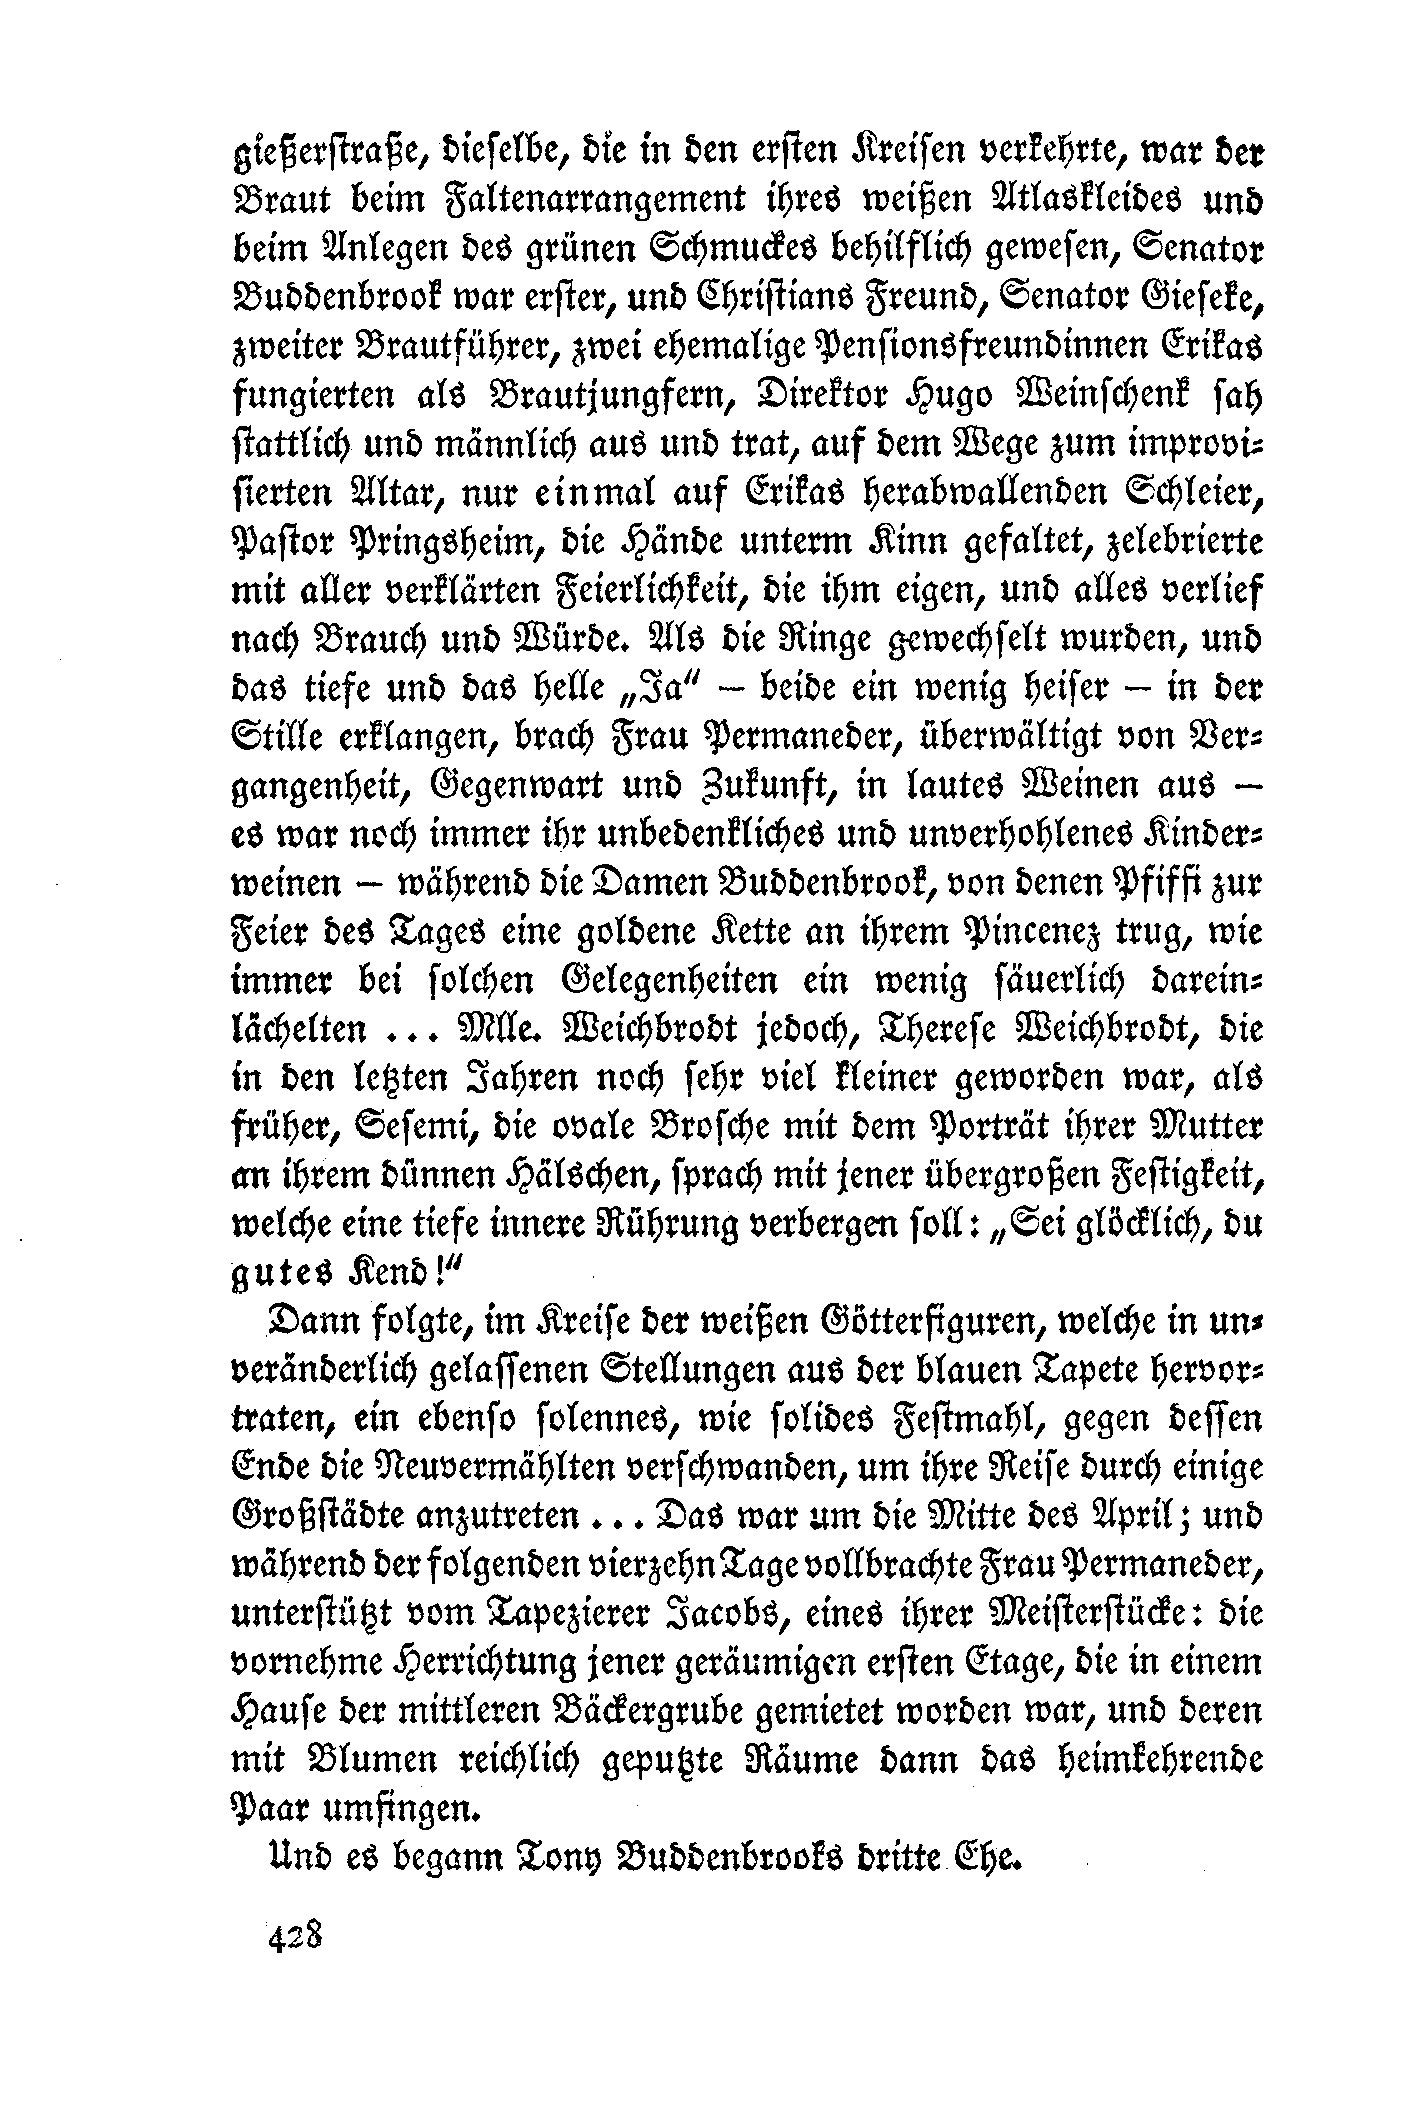 gießerstraße, dieselbe, die in den ersten Kreisen verkehrte, war der
Braut beim Faltenarrangement ihres weißen Atlaskleides und
beim Anlegen des grünen Schmuckes behilflich gewesen, Senator
Buddenbrook war erster, und Christians Freund, Senator Gieseke,
zweiter Brautführer, zwei ehemalige Pensionsfreundinnen Erikas
fungierten als Brautjungfern, Direktor Hugo Weinschenk sah
stattlich und männlich aus und trat, auf dem Wege zum improvi-
sierten Altar, nur einmal auf Erikas herabwallenden Schleier,
Pastor Pringsheim, die Hände unterm Kinn gefaltet, zelebrierte
mit aller verklärten Feierlichkeit, die ihm eigen, und alles verlief
nach Brauch und Würde. Als die Ringe gewechselt wurden, und
das tiefe und das helle „Ja“ – beide ein wenig heiser – in der
Stille erklangen, brach Frau Permaneder, überwältigt von Ver-
gangenheit, Gegenwart und Zukunft, in lautes Weinen aus –
es war noch immer ihr unbedenkliches und unverhohlenes Kinder-
weinen – während die Damen Buddenbrook, von denen Pfiffi zur
Feier des Tages eine goldene Kette an ihrem Pincenez trug, wie
immer bei solchen Gelegenheiten ein wenig säuerlich darein-
lächelten ... Mlle. Weichbrodt jedoch, Therese Weichbrodt, die
in den letzten Jahren noch sehr viel kleiner geworden war, als
früher, Sesemi, die ovale Brosche mit dem Porträt ihrer Mutter
an ihrem dünnen Hälschen, sprach mit jener übergroßen Festigkeit,
welche eine tiefe innere Rührung verbergen soll: „Sei glöcklich, du
gutes Kend!“
Dann folgte, im Kreise der weißen Götterfiguren, welche in un-
veränderlich gelassenen Stellungen aus der blauen Tapete hervor-
traten, ein ebenso solennes, wie solides Festmahl, gegen dessen
Ende die Neuvermählten verschwanden, um ihre Reise durch einige
Großstädte anzutreten ... Das war um die Mitte des April; und
während der folgenden vierzehn Tage vollbrachte Frau Permaneder,
unterstützt vom Tapezierer Jacobs, eines ihrer Meisterstücke: die
vornehme Herrichtung jener geräumigen ersten Etage, die in einem
Hause der mittleren Bäckergrube gemietet worden war, und deren
mit Blumen reichlich geputzte Räume dann das heimkehrende
Paar umfingen.
Und es begann Tony Buddenbrooks dritte Ehe.
428